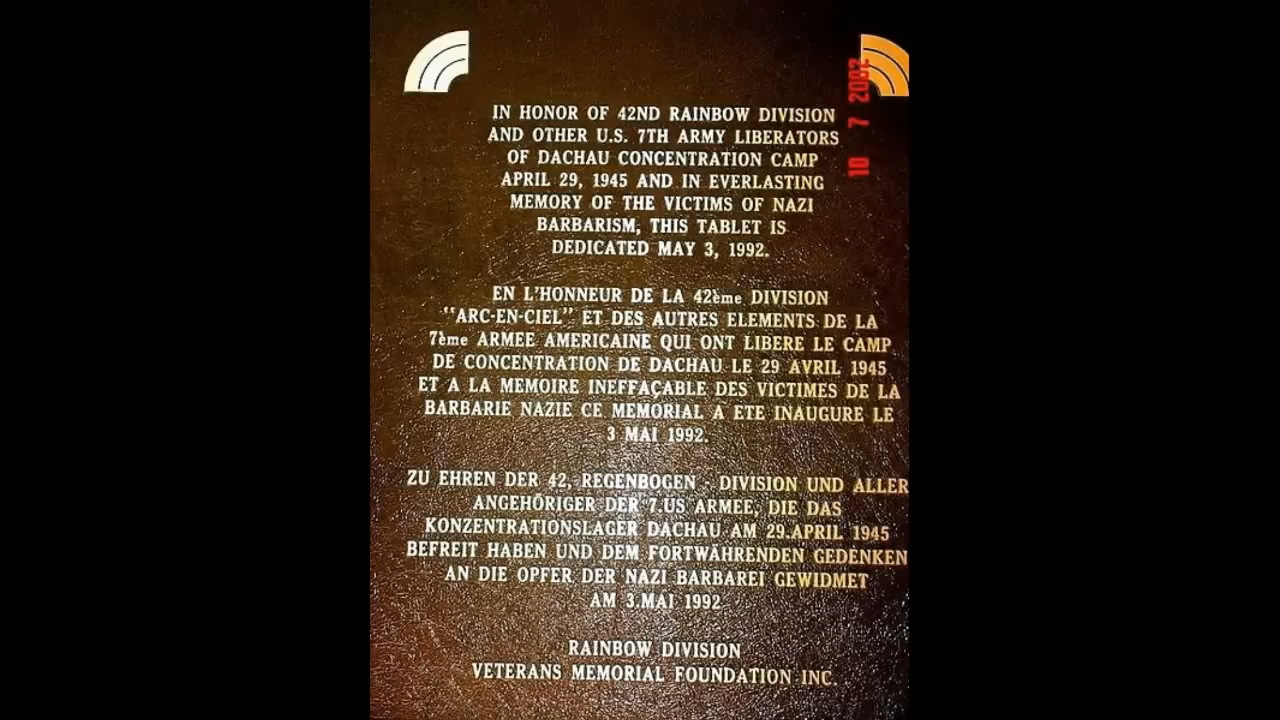 IN HONOR OF 42ND RAINBOW DIVISION
AND OTHER U.S. 7TH ARMY LIBERATORS
OF DACHAU CONCENTRATION CAMP
APRIL 29, 1945 AND IN EVERLASTING
MEMORY OF THE VICTIMS OF NAZI
BARBARISM, THIS TABLET IS
DEDICATED MAY 3, 1992.
EN L'HONNEUR DE LA 42ème DIVISION
"ARC-EN-CIEL" ET DES AUTRES ELEMENTS DE LA
7ème ARMEE AMERICAINE QUI ONT LIBERE LE CAMP
DE CONCENTRATION DE DACHAU LE 29 AVRIL 1945
ET A LA MEMOIRE INEFFAÇABLE DES VICTIMES DE LA
BARBARIE NAZIE CE MEMORIAL A ETE INAUGURE LE
3 MAI 1992.
ZU EHREN DER 42, REGENBOGEN - DIVISION UND ALLER
ANGEHÖRIGER DER 7.US ARMEE, DIE DAS
KONZENTRATIONSLAGER DACHAU AM 29.APRIL 1945
BEFREIT HABEN UND DEM FORTWÄHRENDEN GEDENKEN
AN DIE OPFER DER NAZI BARBAREI GEWIDMET
AM 3.MAI 1992
RAINBOW DIVISION
VETERANS MEMORIAL FOUNDATION INC.
10 7 2002